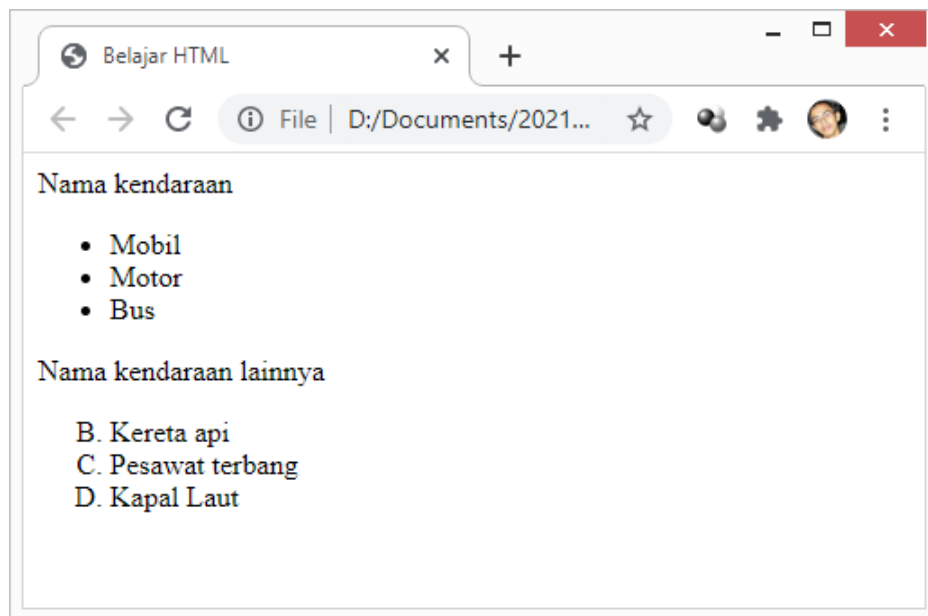 Belajar HTML
File | D:/Documents/2021...
Nama kendaraan
• Mobil
• Motor
• Bus
Nama kendaraan lainnya
B. Kereta api
C. Pesawat terbang
D. Kapal Laut